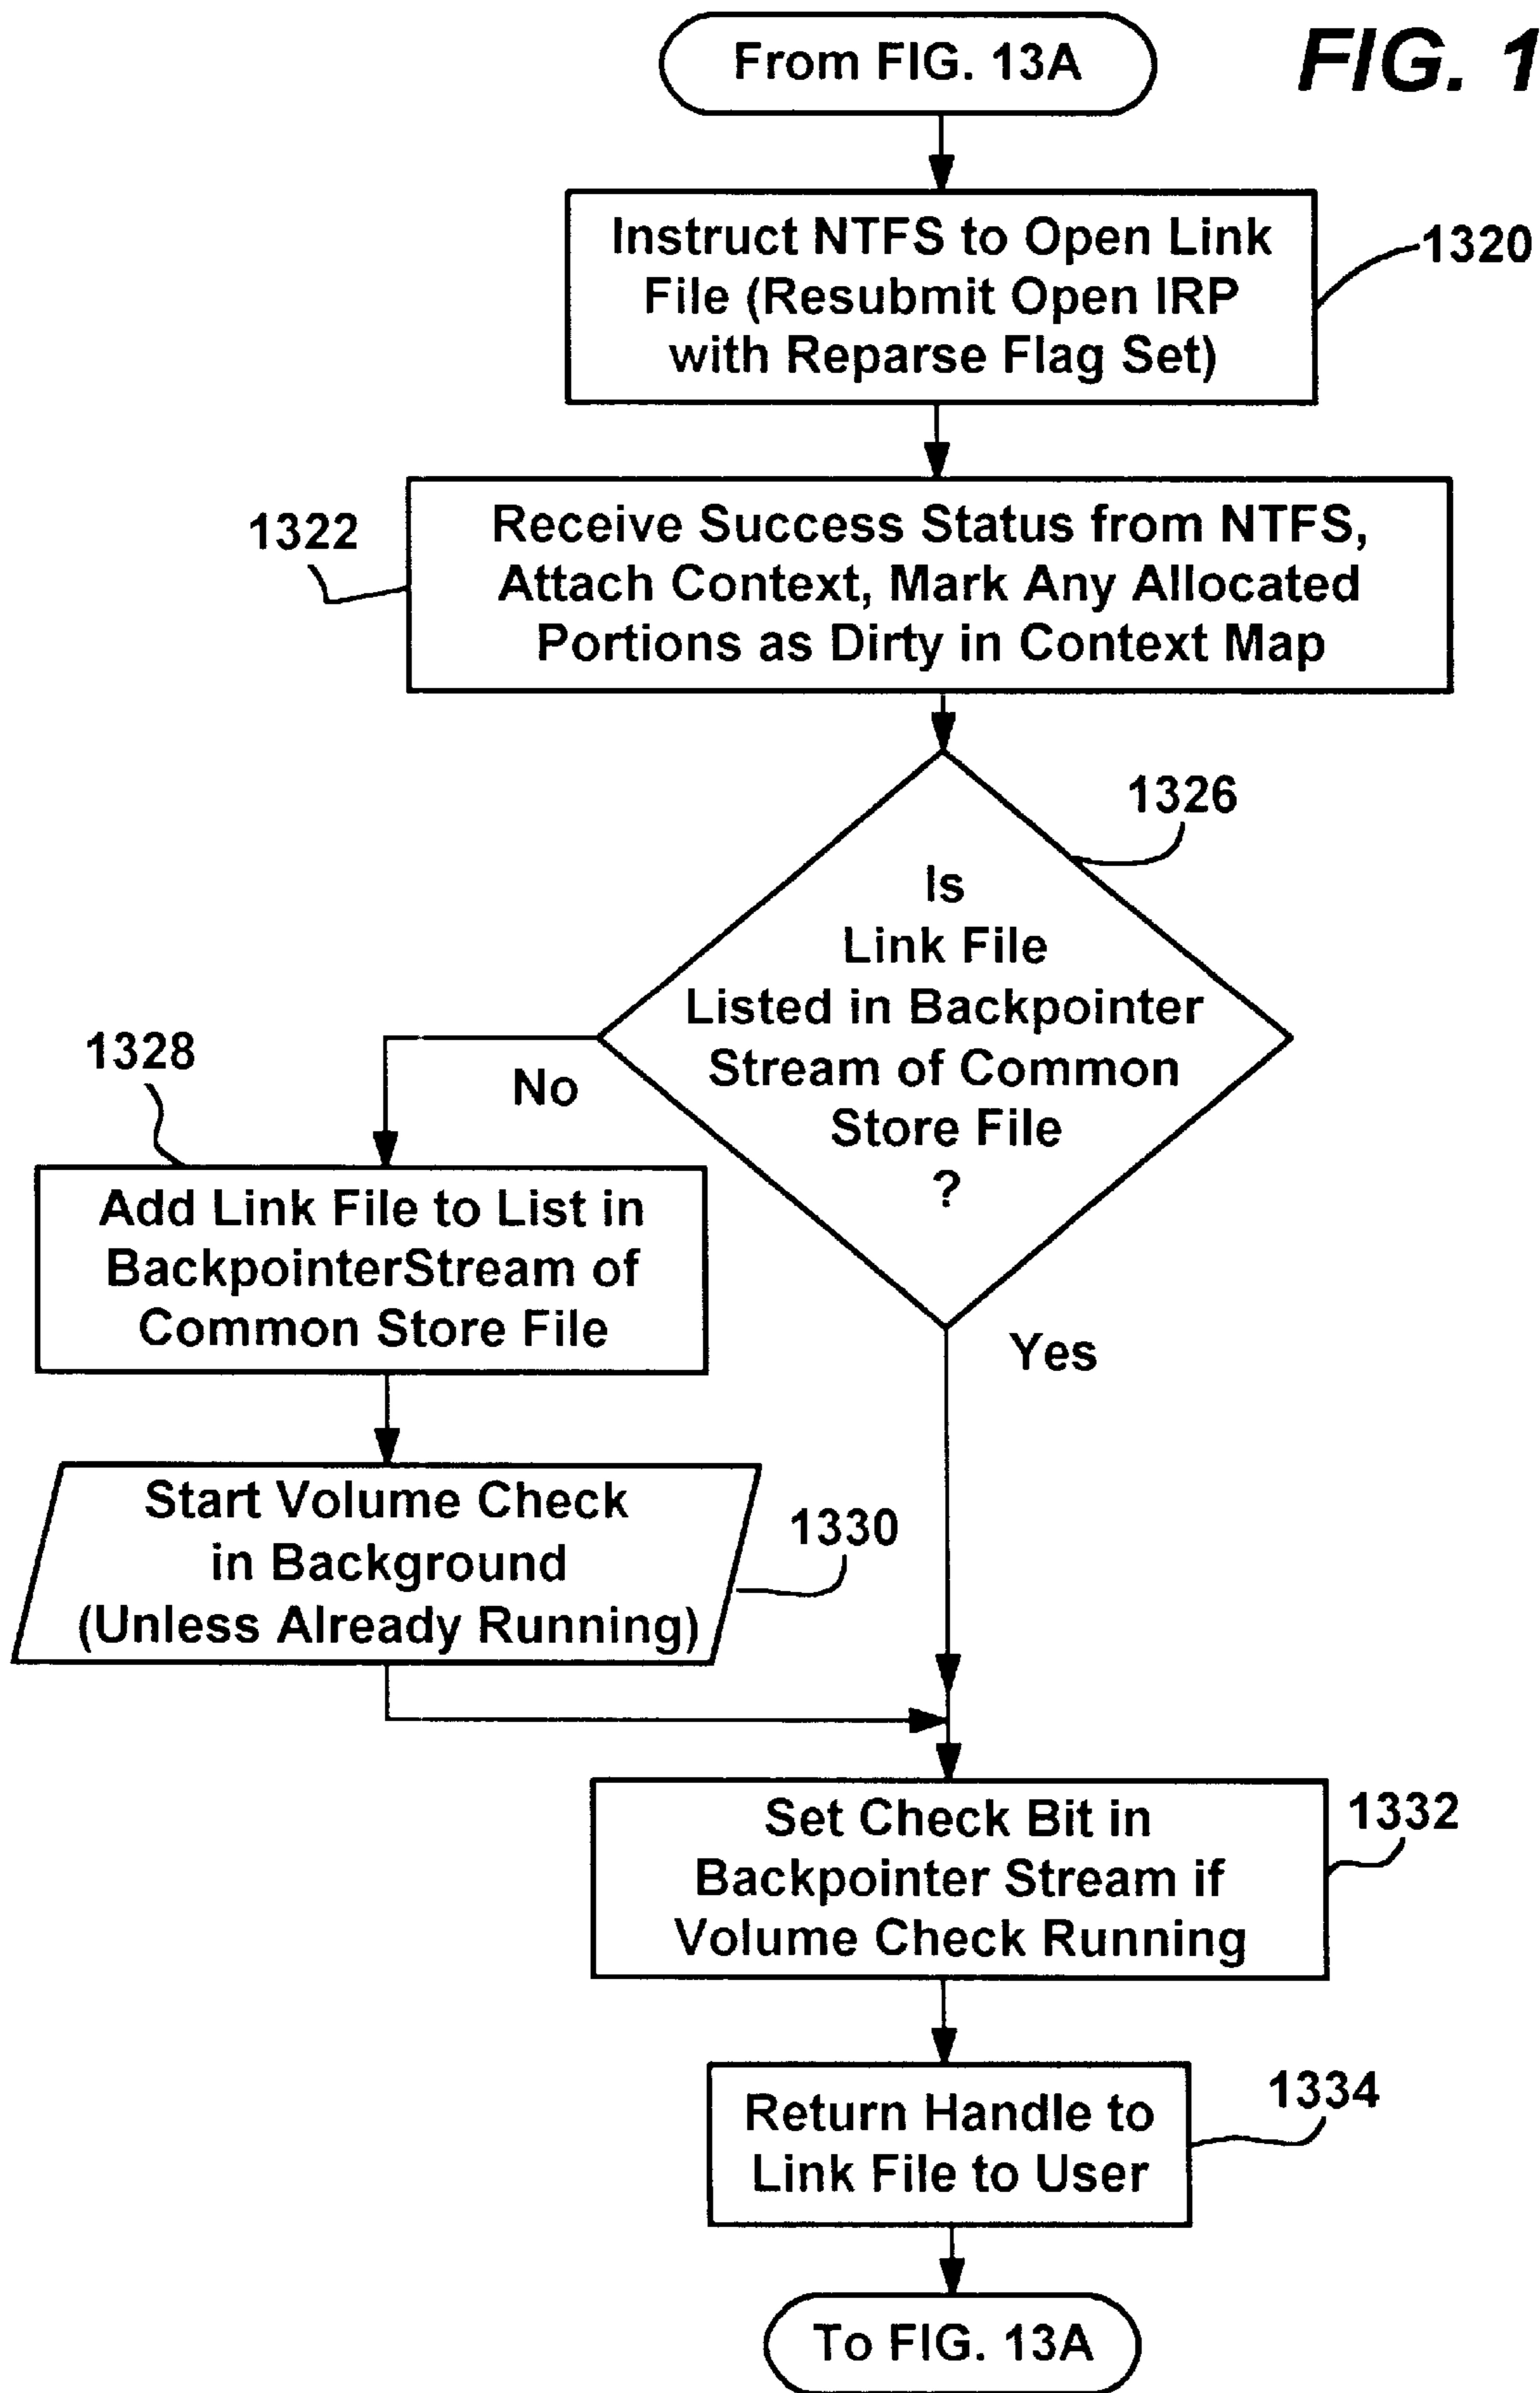 From FIG. 13A
FIG. 1
Instruct NTFS to Open Link
File (Resubmit Open IRP
with Reparse Flag Set)
1320
1322
Receive Success Status from NTFS,
Attach Context, Mark Any Allocated
Portions as Dirty in Context Map
1326
Is
Link File
Listed in Backpointer
Stream of Common
Store File
?
No
Yes
1328
Add Link File to List in
BackpointerStream of
Common Store File
Start Volume Check
in Background
(Unless Already Running)
1330
Set Check Bit in
Backpointer Stream if
Volume Check Running
1332
Return Handle to
Link File to User
1334
To FIG. 13A